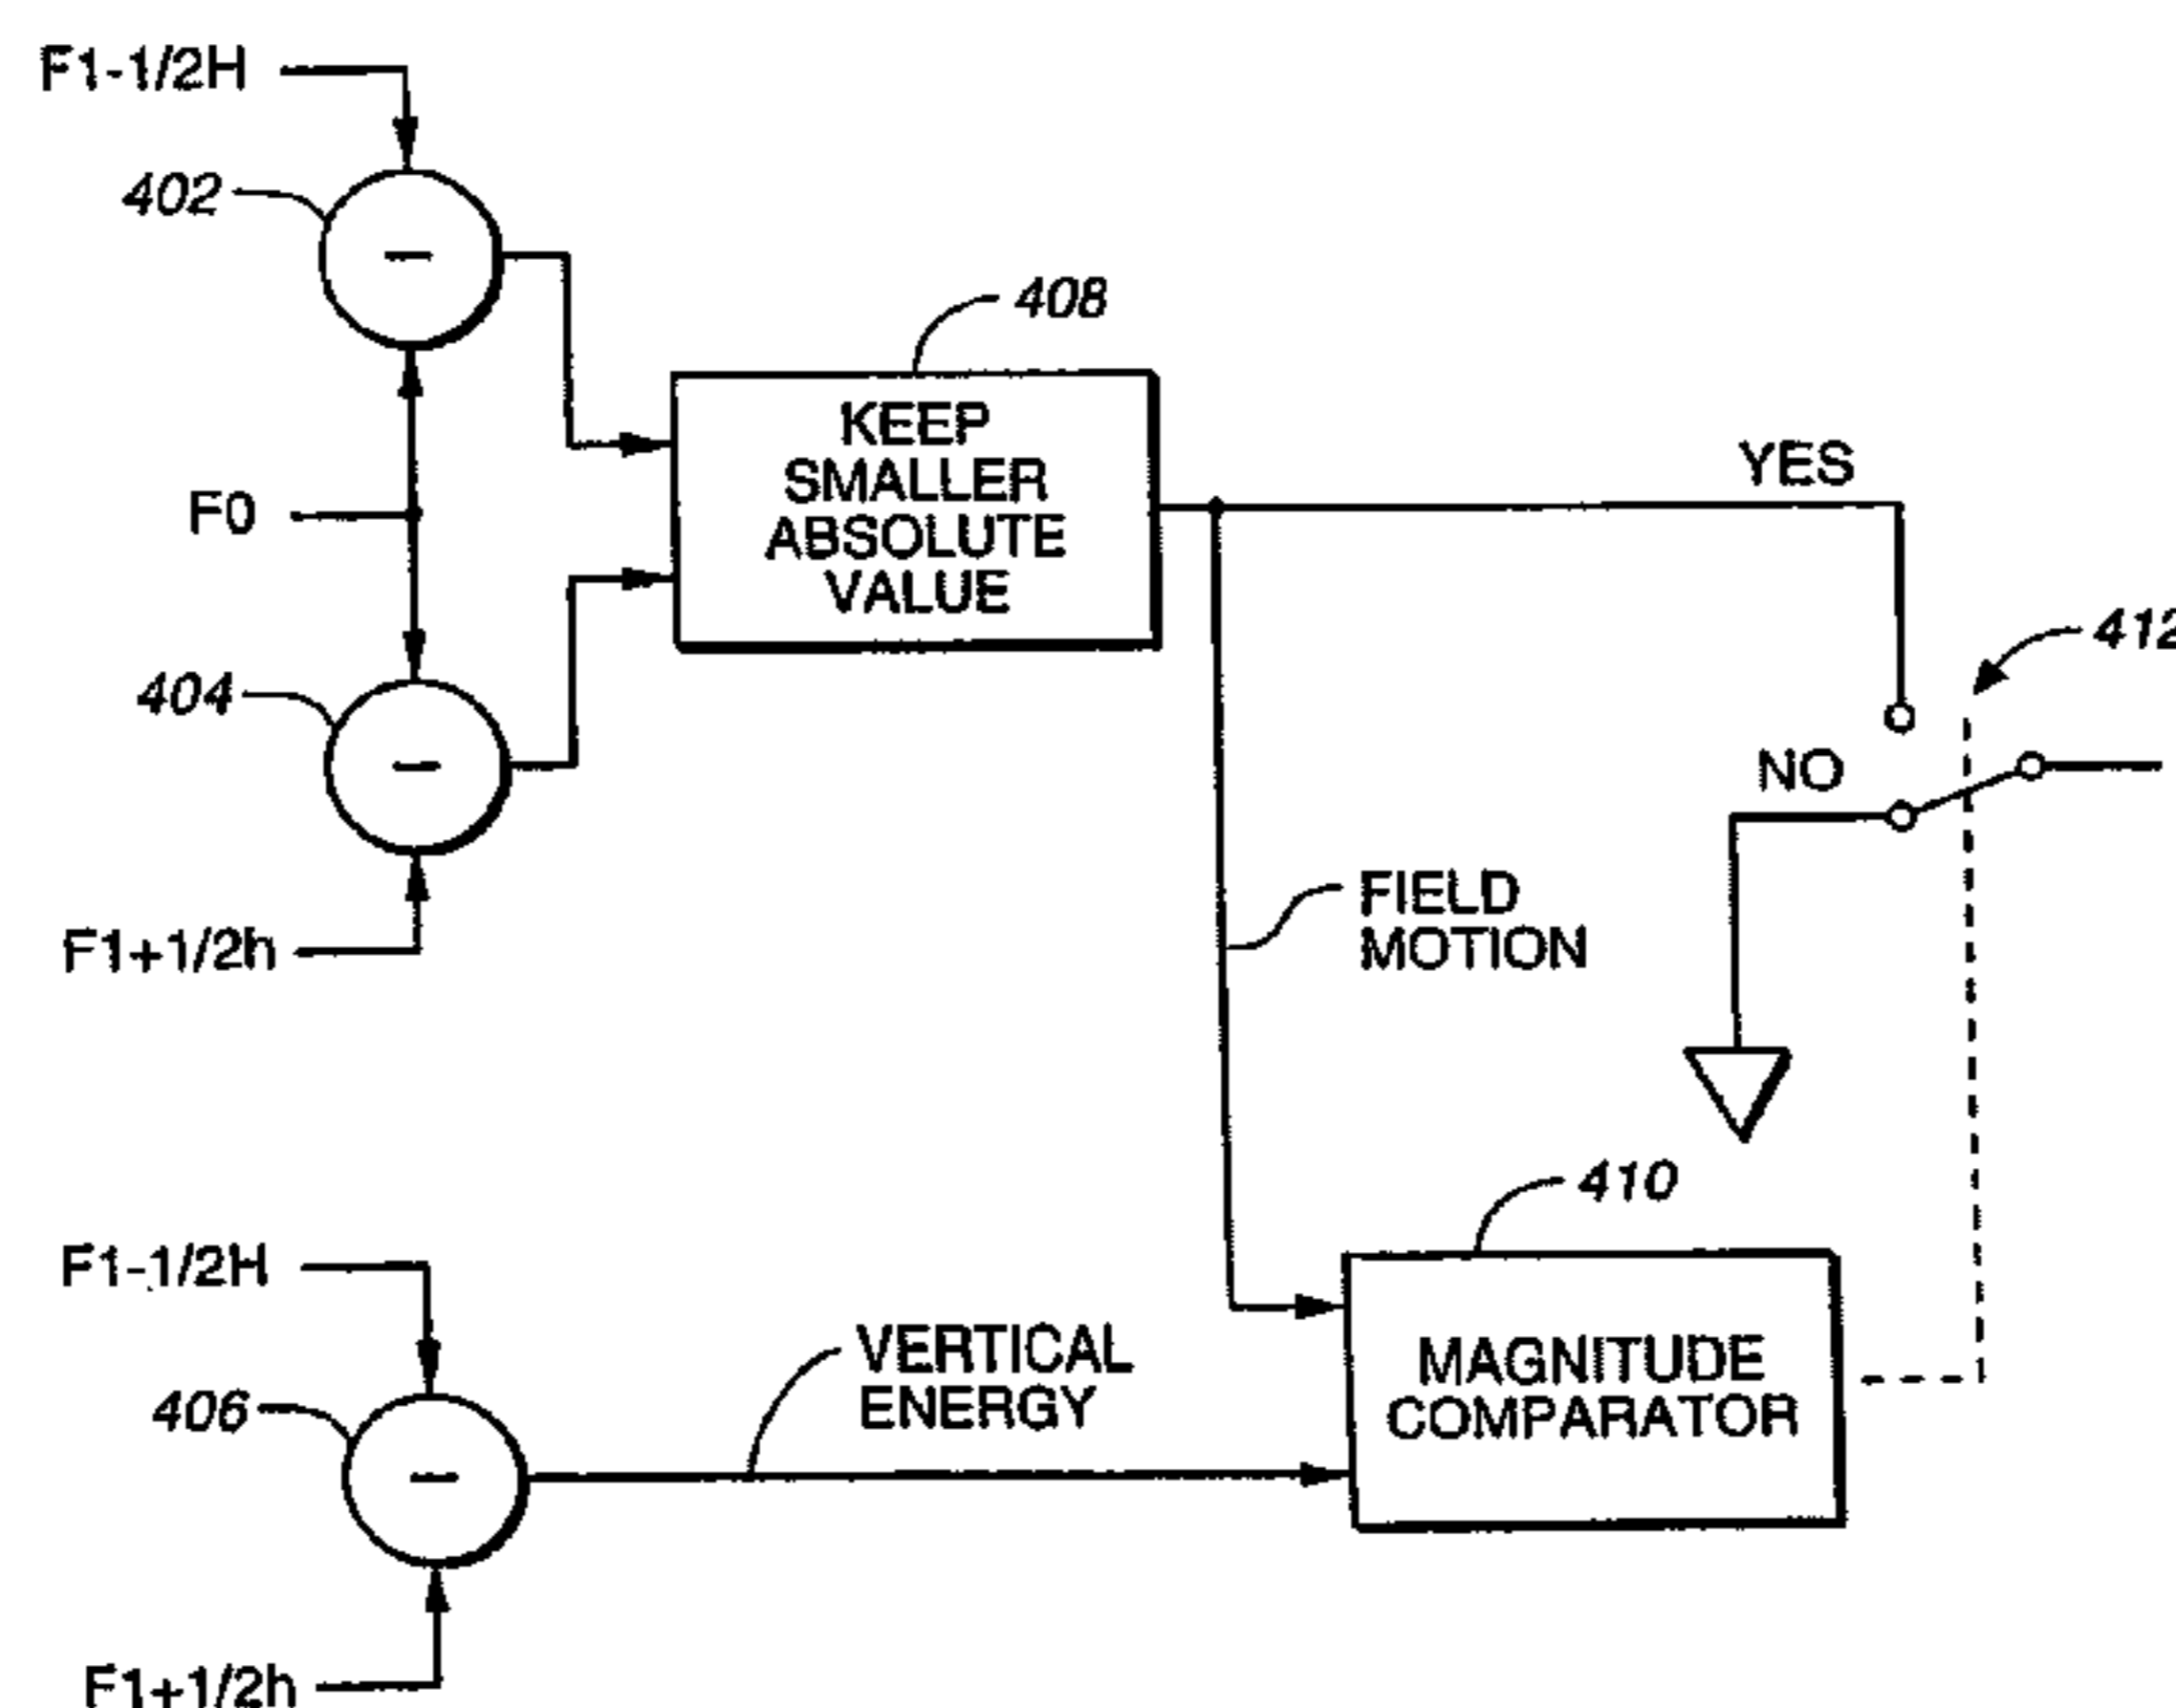 F1-1/2H
402
408
KEEP
SMALLER
ABSOLUTE
VALUE
YES
F0
412
404
NO
FIELD
MOTION
F1+1/2h
410
F1-1/2H
VERTICAL
ENERGY
MAGNITUDE
COMPARATOR
406
F1+1/2h